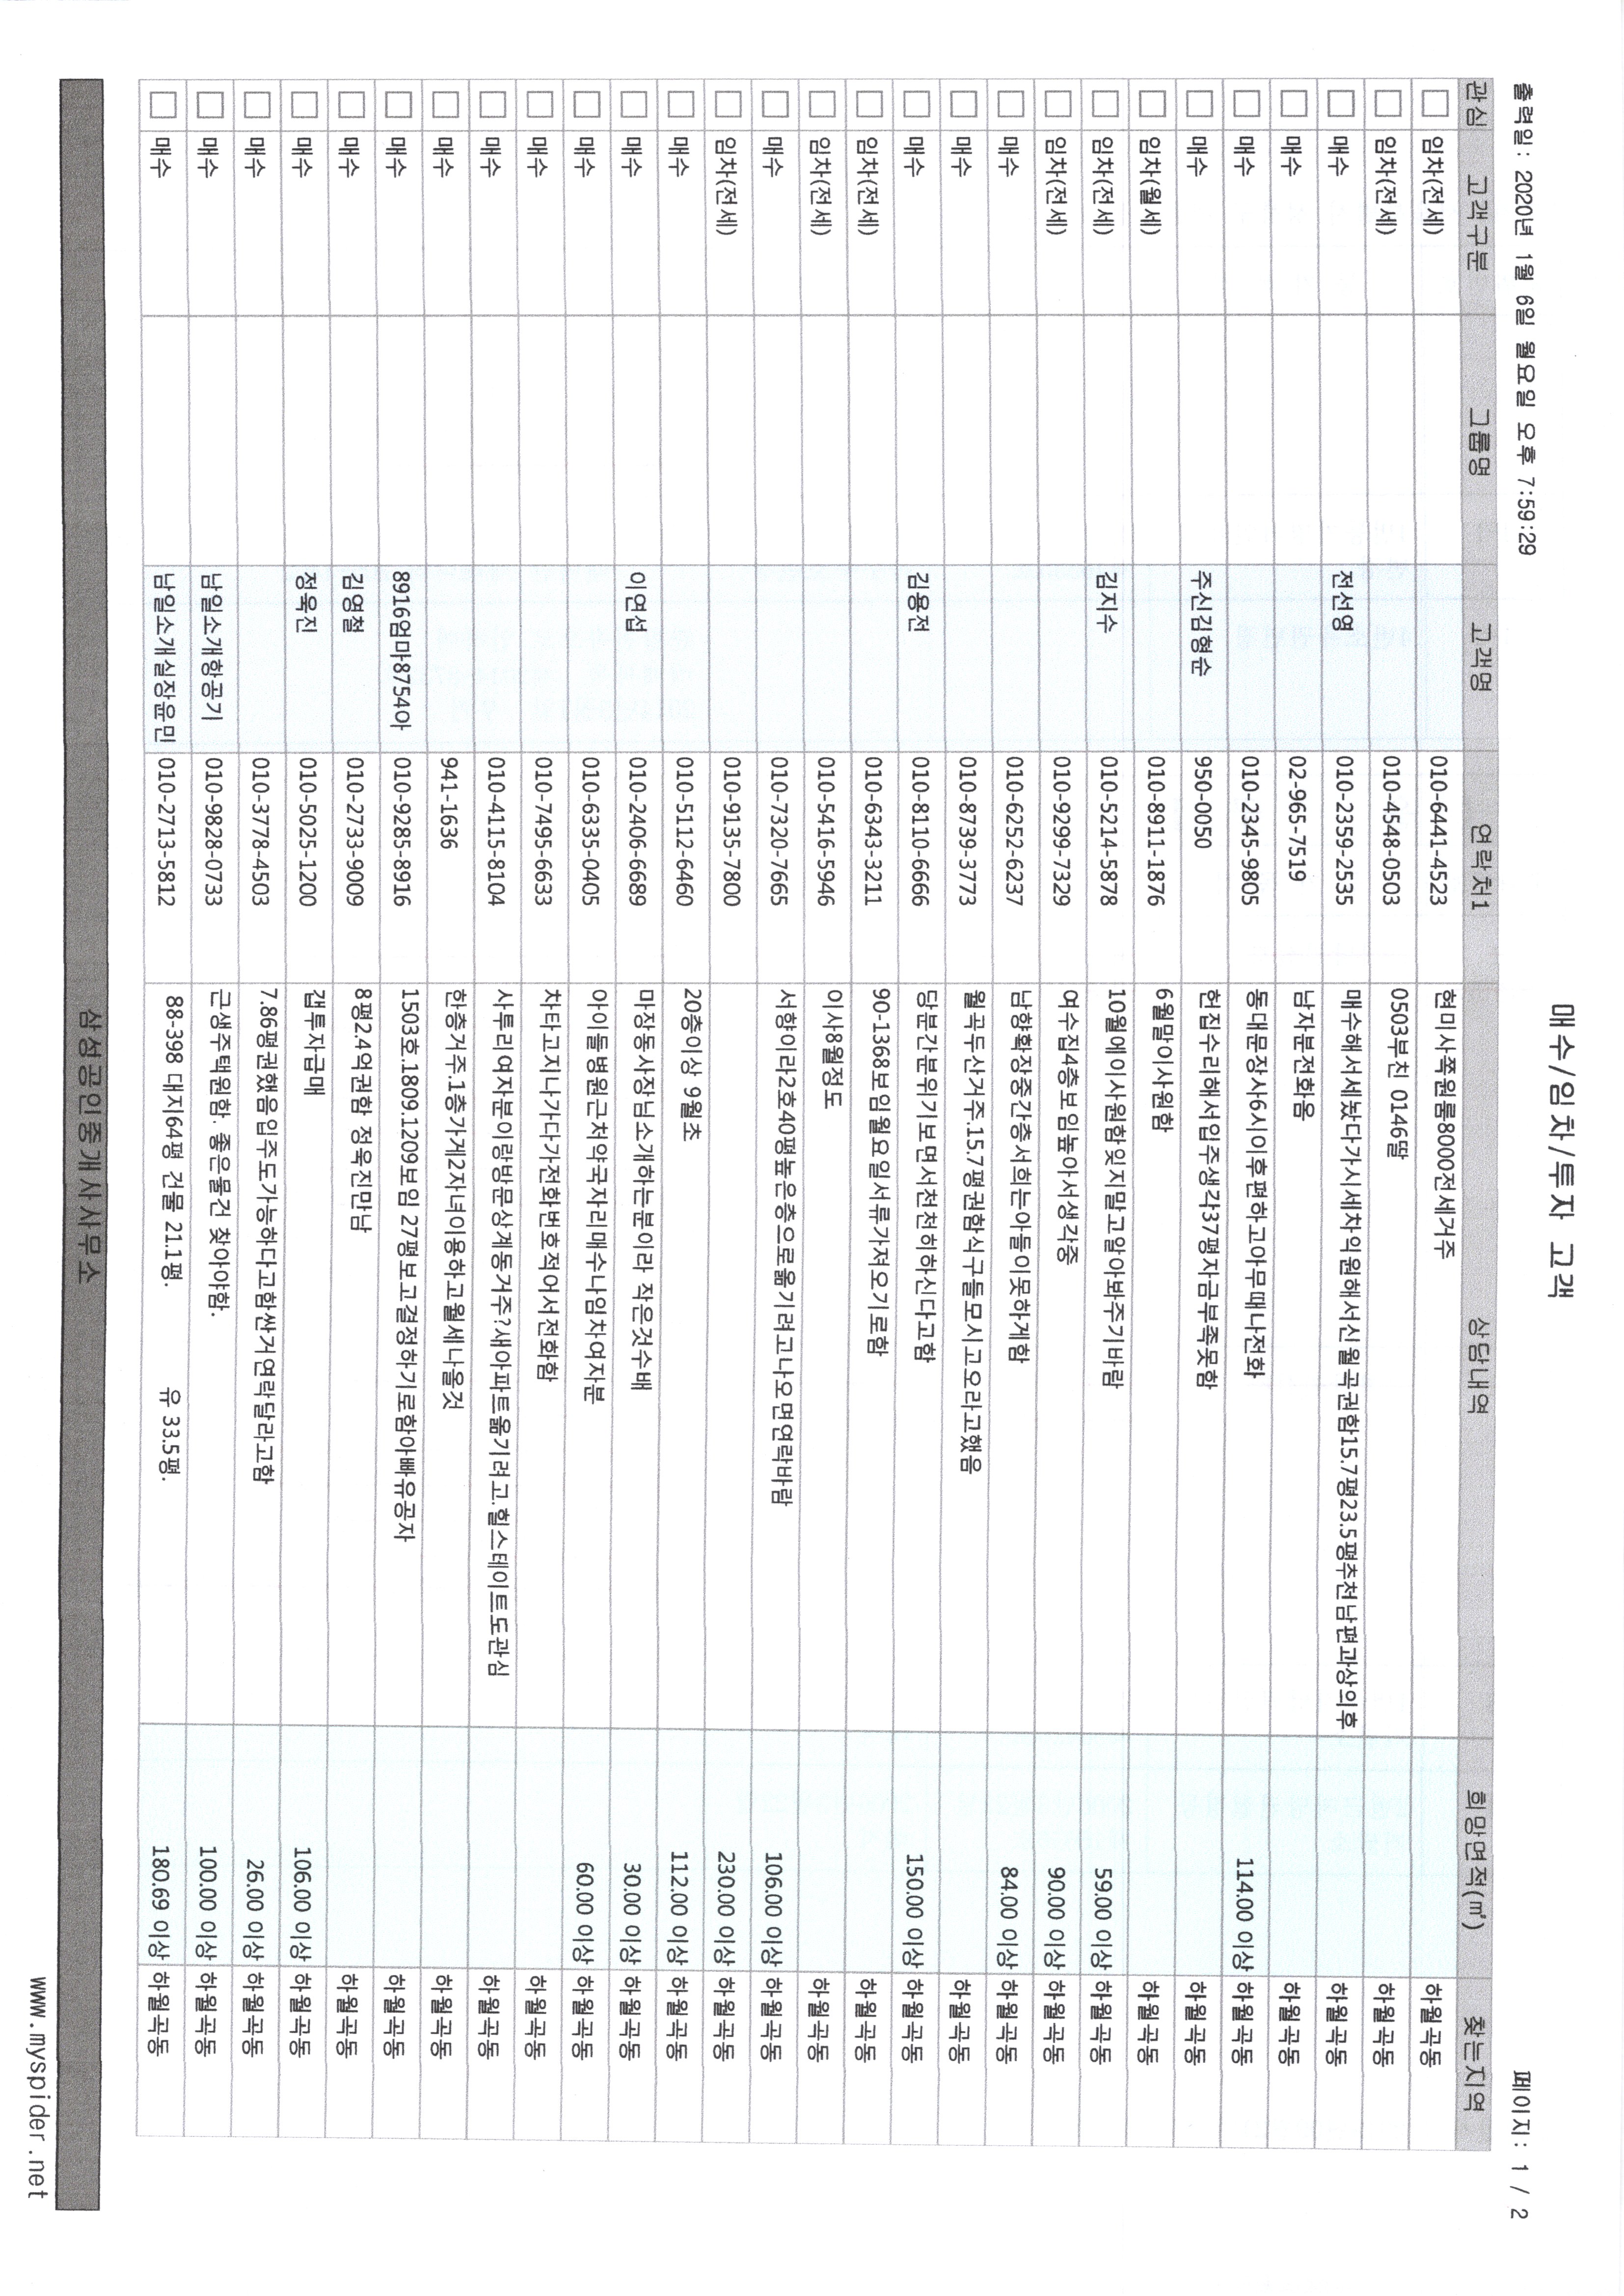 매수/임차/투자 고객
출력일: 2020년 1월 6일 월요일 오후 7:59:29
페이지: 1 / 2
관심 고객구분 그룹명 고객명 연락처1 상담내역 희망면적(㎡) 찾는지역
임차(전세) 010-6441-4523 현미사쪽원룸8000전세거주 하월곡동
임차(전세) 010-4548-0503 0503부친 0146딸 하월곡동
매수 전선영 010-2359-2535 매수해서세놨다가시세차익원해서신월곡권함15.7평23.5평추천남편과상의후 하월곡동
매수 02-965-7519 남자분전화옴 하월곡동
매수 010-2345-9805 동대문장사6시이후편하고아무때나전화 114.00 이상 하월곡동
매수 주신김형순 950-0050 헌집수리해서입주생각37평자금부족못함 하월곡동
임차(월세) 010-8911-1876 6월말이사원함 하월곡동
임차(전세) 김지수 010-5214-5878 10월에이사원함잊지말고알아봐주기바람 59.00 이상 하월곡동
임차(전세) 010-9299-7329 여수집4층보임높아서생각중 90.00 이상 하월곡동
매수 010-6252-6237 남향확장중간층서희는아들이못하게함 84.00 이상 하월곡동
매수 010-8739-3773 월곡두산거주.15.7평권함식구들모시고오라고했음 하월곡동
매수 김용전 010-8110-6666 당분간분위기보면서천천히하신다고함 150.00 이상 하월곡동
임차(전세) 010-6343-3211 90-1368보임월요일서류가져오기로함 하월곡동
임차(전세) 010-5416-5946 이사8월정도 하월곡동
매수 010-7320-7665 서향이라2호40평높은층으로옮기려고나오면연락바람 106.00 이상 하월곡동
임차(전세) 010-9135-7800 230.00 이상 하월곡동
매수 010-5112-6460 20층이상 9월초 112.00 이상 하월곡동
매수 이연섭 010-2406-6689 마장동사장님소개하는분이라 작은것수배 30.00 이상 하월곡동
매수 010-6335-0405 아이들병원근처약국자리매수나임차여자분 60.00 이상 하월곡동
매수 010-7495-6633 차타고지나가다가전화번호적어서전화함 하월곡동
매수 010-4115-8104 사투리여자분이랑방문상계동거주?새아파트옮기려고.힐스테이트도관심 하월곡동
매수 941-1636 한층거주.1층가게2자녀이용하고월세나올것 하월곡동
매수 8916엄마8754아 010-9285-8916 1503호.1809.1209보임 27평보고결정하기로함아빠유공자 하월곡동
매수 김영철 010-2733-9009 8평2.4억권함 정욱진만남 하월곡동
매수 정욱진 010-5025-1200 갭투자급매 106.00 이상 하월곡동
매수 010-3778-4503 7.86평권했음입주도가능하다고함싼거연락달라고함 26.00 이상 하월곡동
매수 남일소개항공기 010-9828-0733 근생주택원함. 좋은물건 찾아야함. 100.00 이상 하월곡동
매수 남일소개실장윤민 010-2713-5812 88-398 대지64평 건물 21.1평. 유 33.5평. 180.69 이상 하월곡동
삼성공인중개사사무소
www.myspider.net